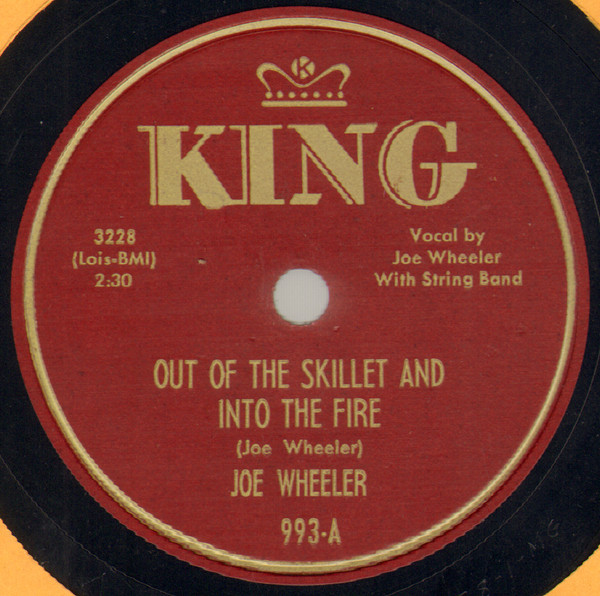 K
KING
3228
(Lois-BMI)
2:30
Vocal by
Joe Wheeler
With String Band
OUT OF THE SKILLET AND
INTO THE FIRE
(Joe Wheeler)
JOE WHEELER
993-A